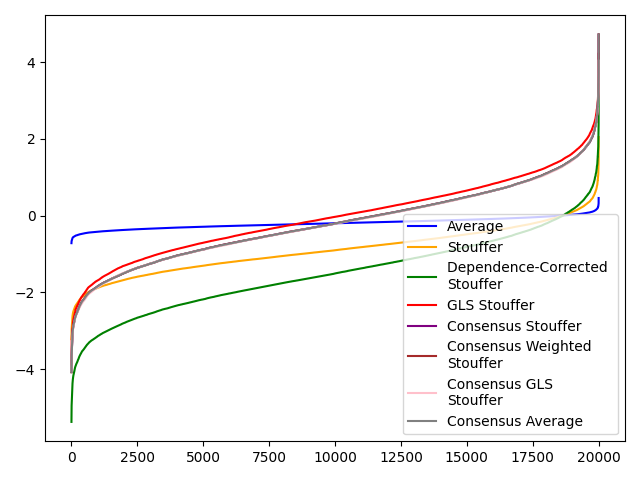 4
2
0
−2
−4
0
2500
5000
7500
10000
12500
15000
17500
20000
Average
Stouffer
Dependence-Corrected
Stouffer
GLS Stouffer
Consensus Stouffer
Consensus Weighted
Stouffer
Consensus GLS
Stouffer
Consensus Average